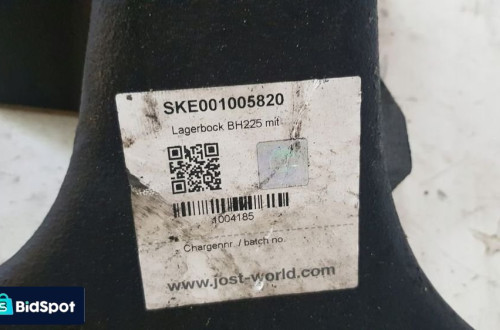 SKE001005820
Lagerbock BH225 mit
1004185
Chargennr. / batch no.
www.jost-world.com
BidSpot